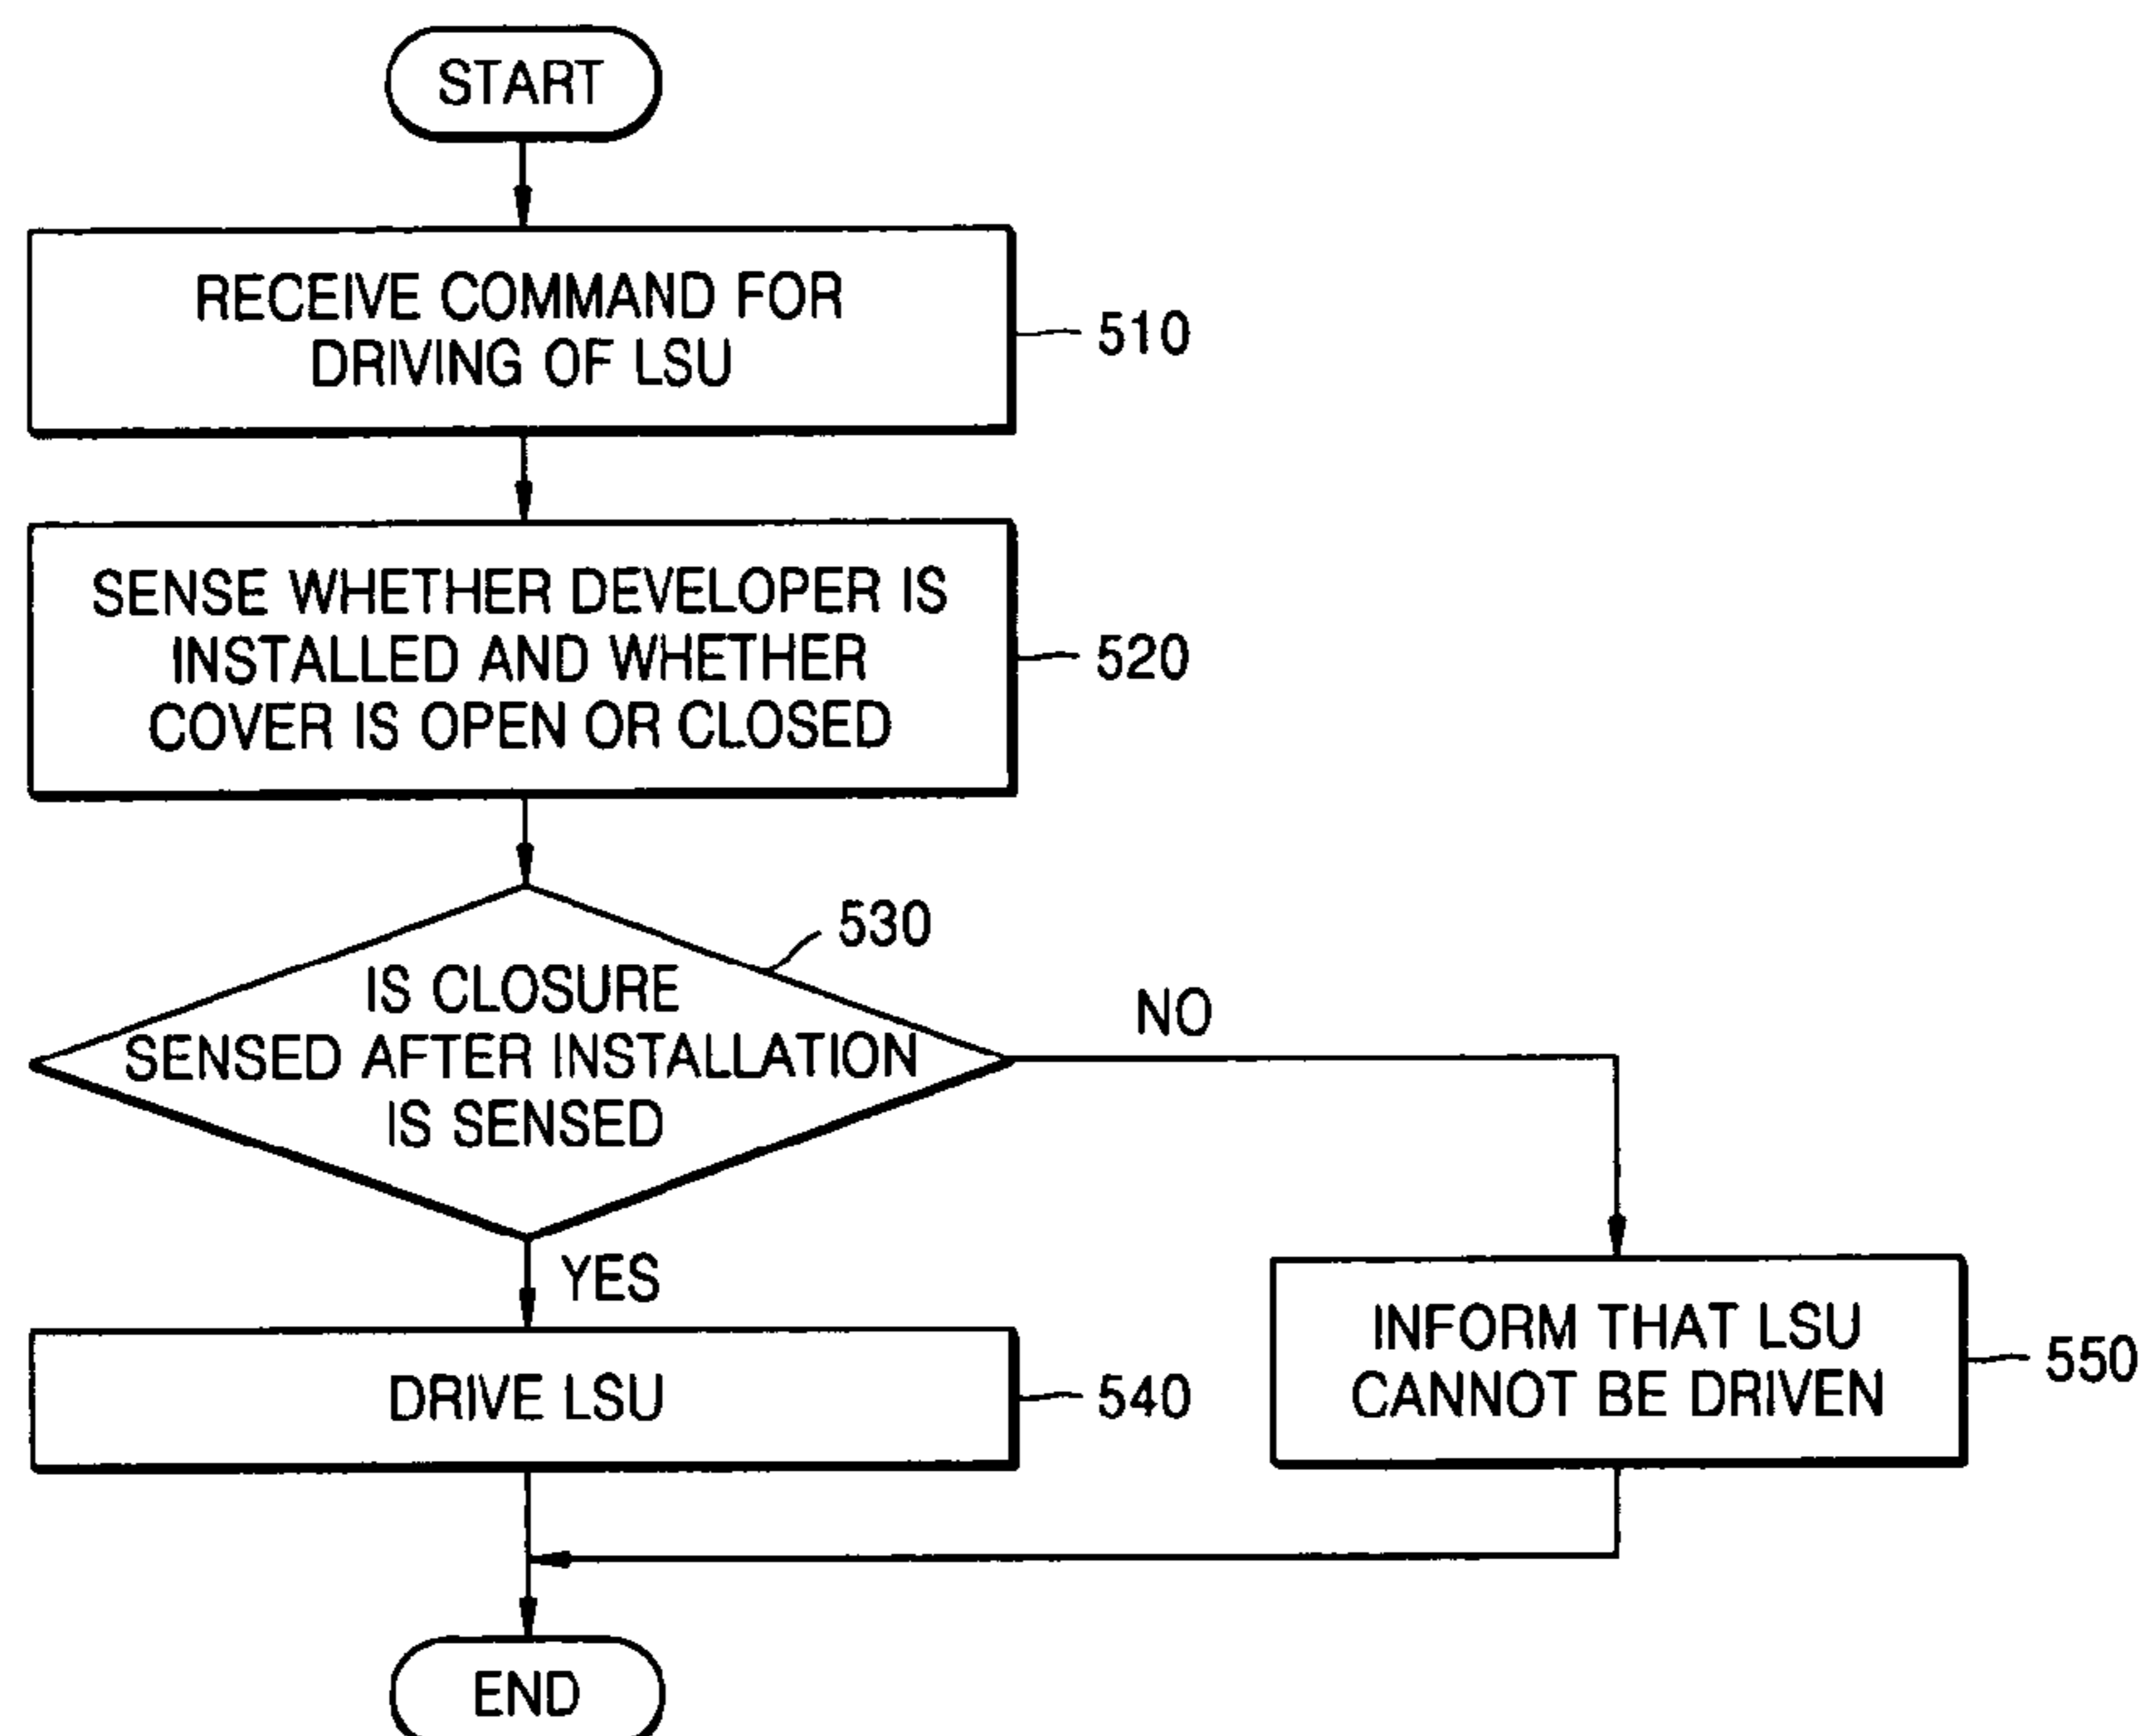 START
RECEIVE COMMAND FOR
DRIVING OF LSU
510
SENSE WHETHER DEVELOPER IS
INSTALLED AND WHETHER
COVER IS OPEN OR CLOSED
520
530
IS CLOSURE
SENSED AFTER INSTALLATION
IS SENSED
NO
YES
DRIVE LSU
540
INFORM THAT LSU
CANNOT BE DRIVEN
550
END